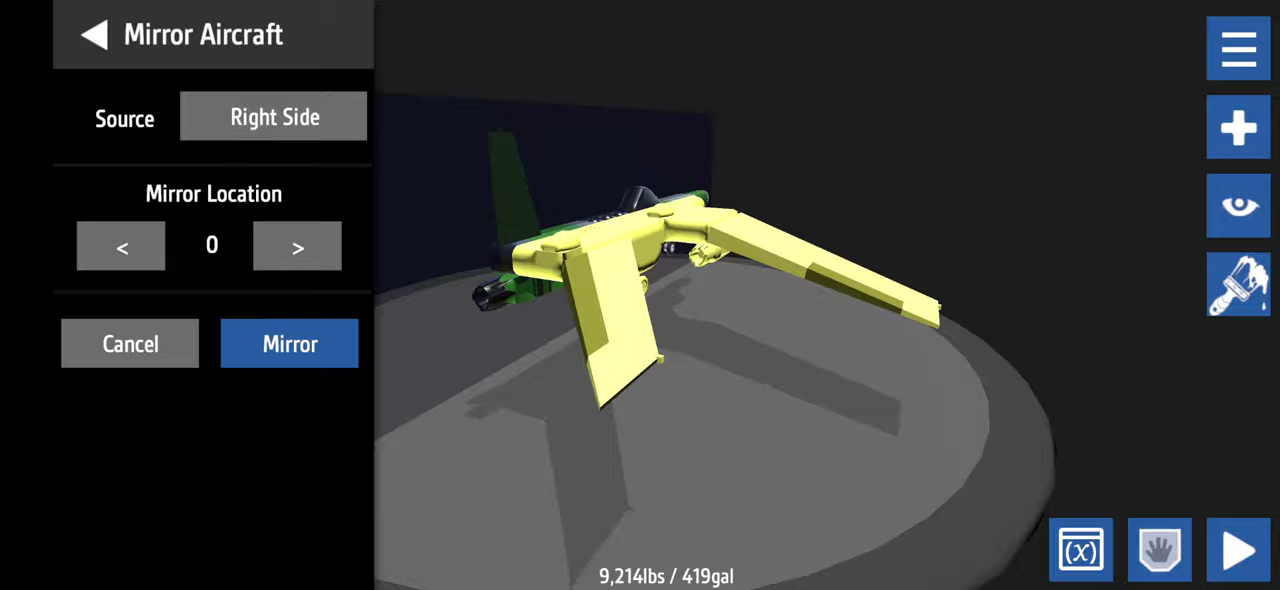 Mirror Aircraft
Source
Right Side
Mirror Location
<
0
>
Cancel
Mirror
(x)
9,214lbs / 419gal